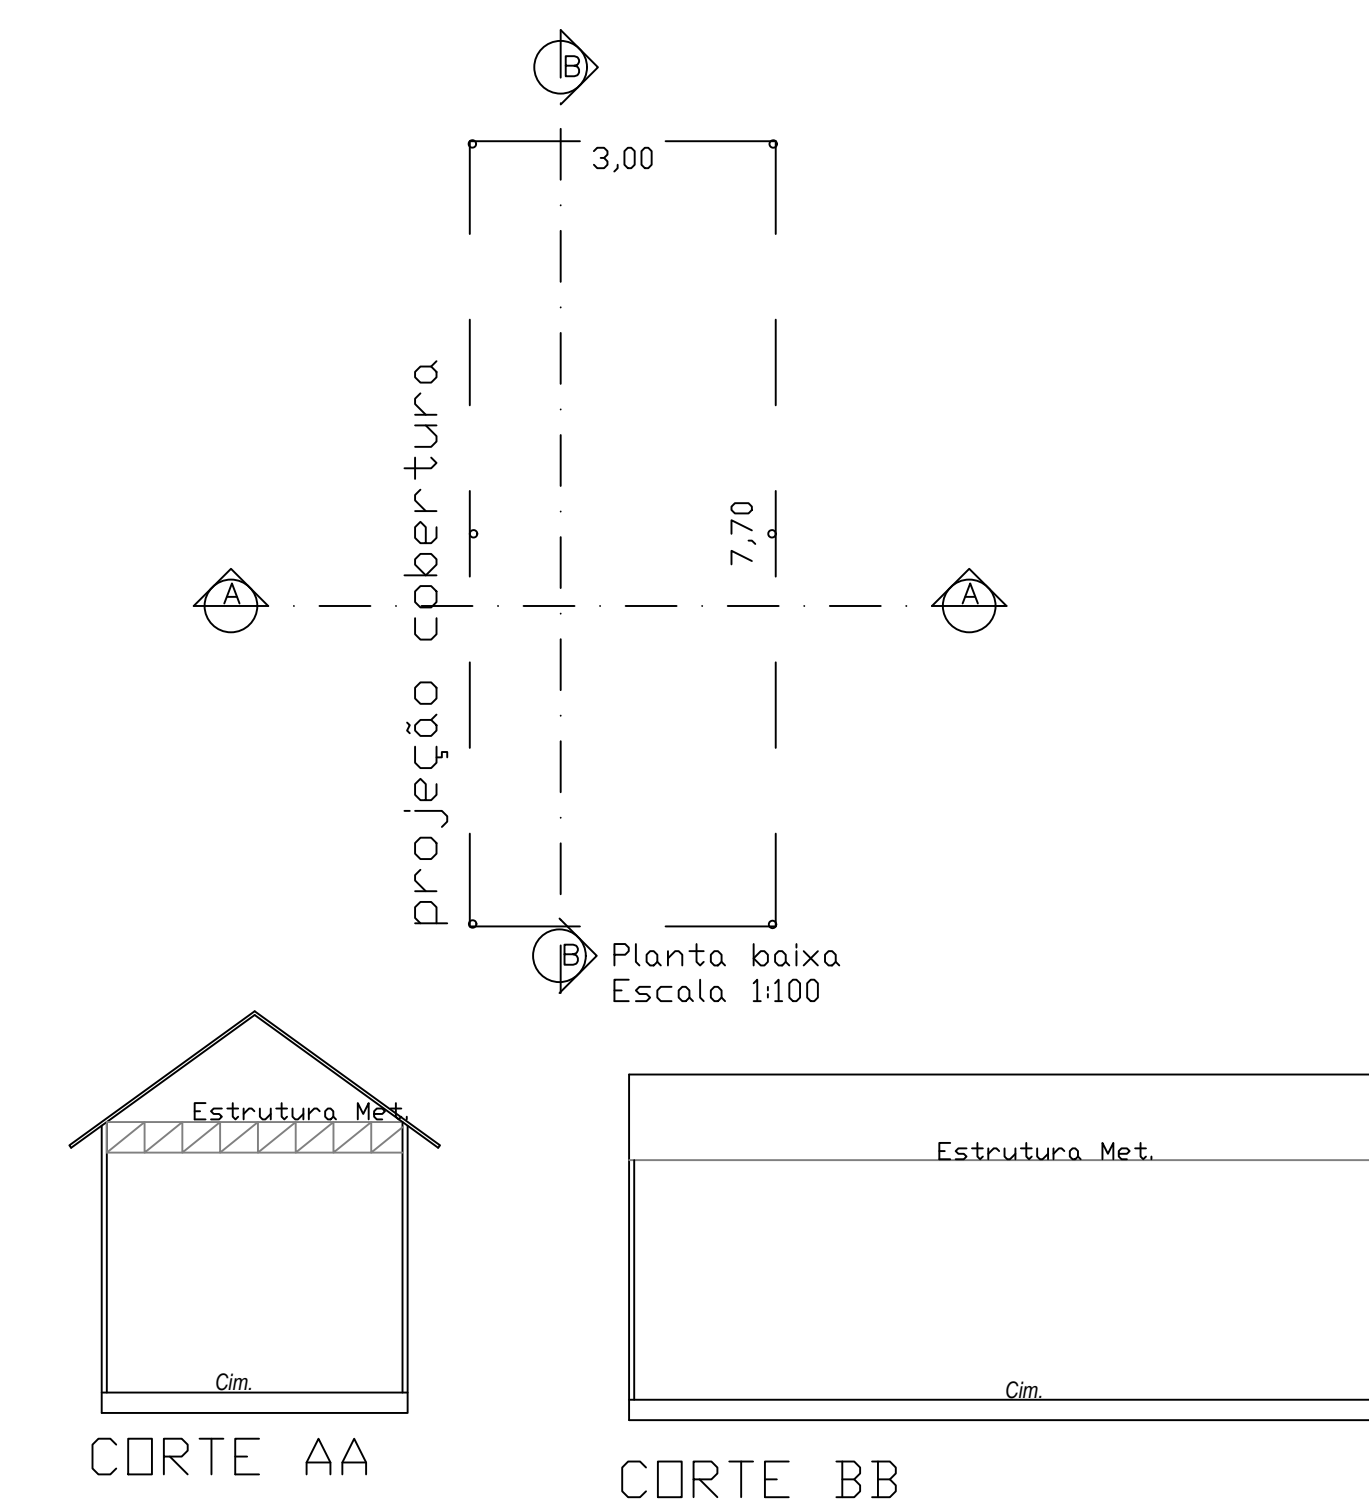 B
3,00
projeção cobertura
7,70
A
A
B
Planta baixa
Escala 1:100
Estrutura Met.
Estrutura Met.
Cim.
Cim.
CORTE AA
CORTE BB